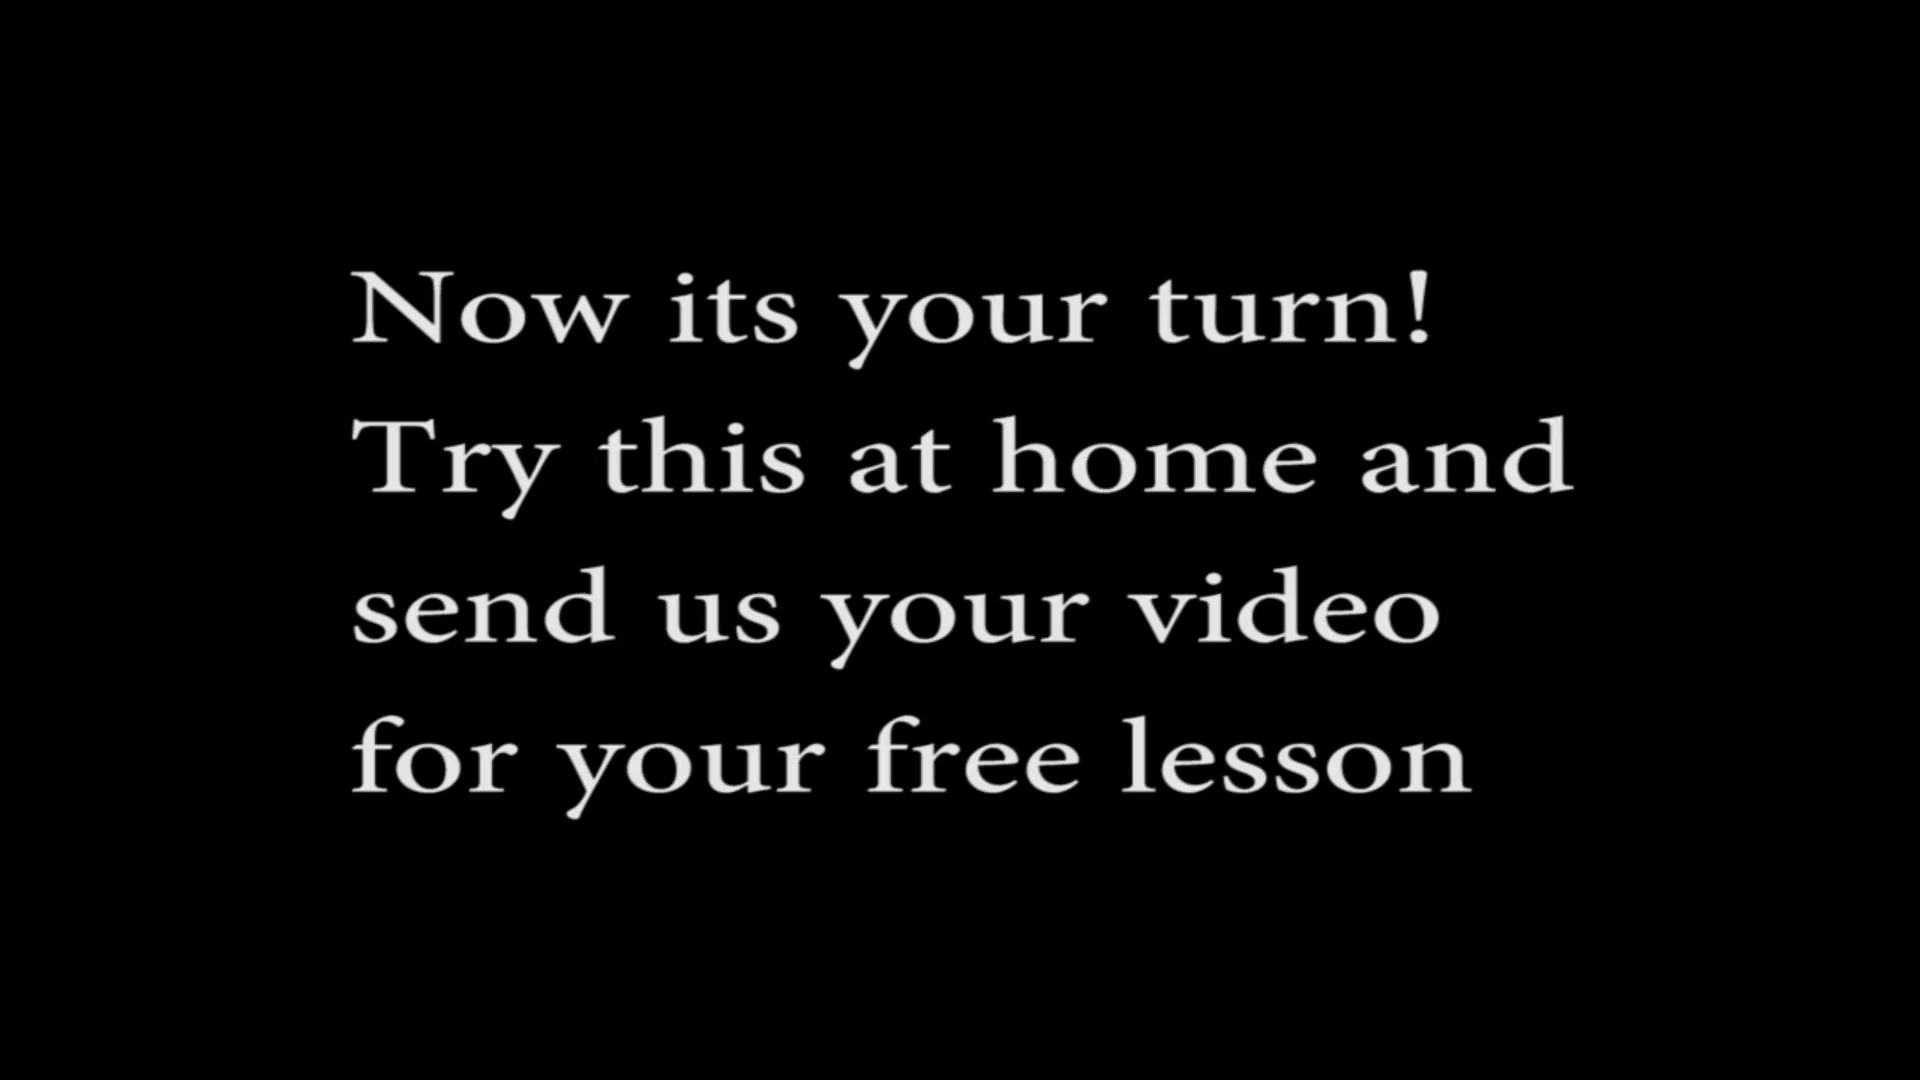 Now its your turn!
Try this at home and
send us your video
for your free lesson